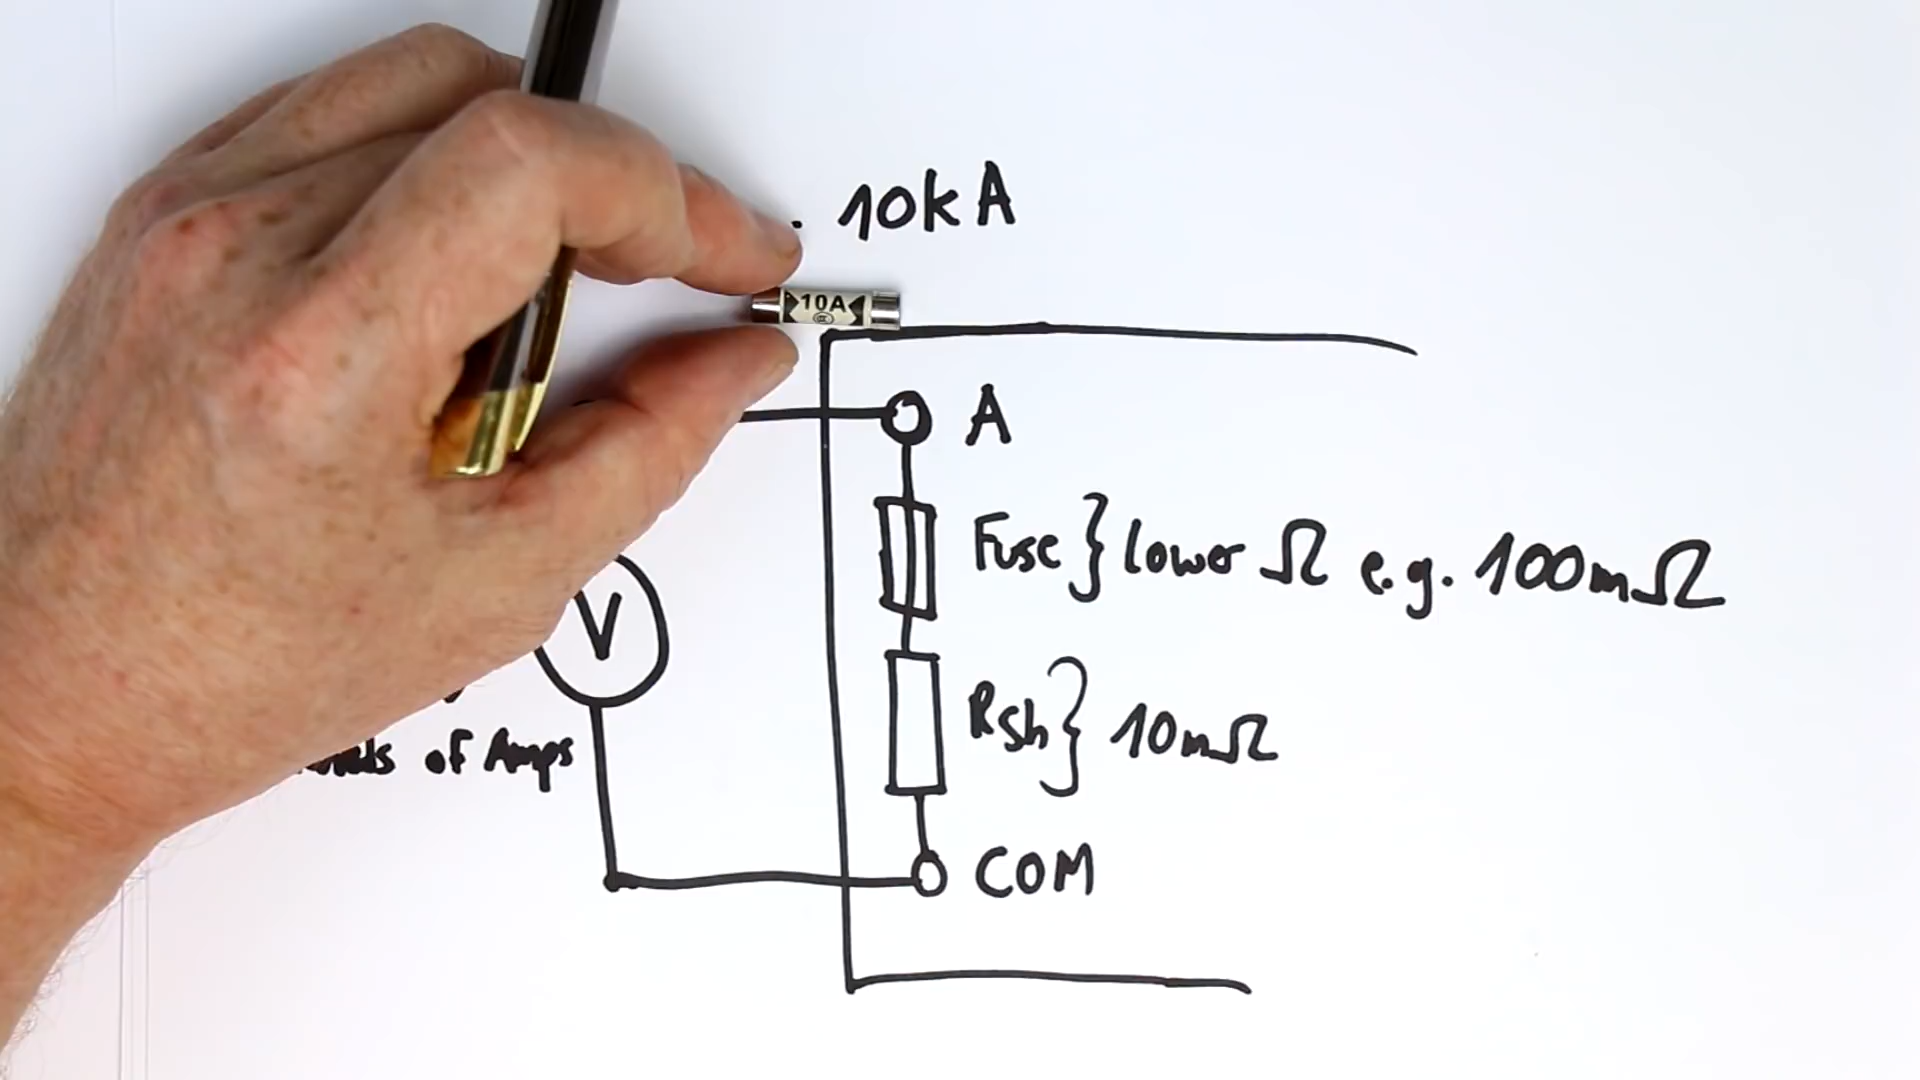 10kA
10A
A
Fuse } lower Ω e.g. 100mΩ
V
Rsh } 10mΩ
of Amps
COM